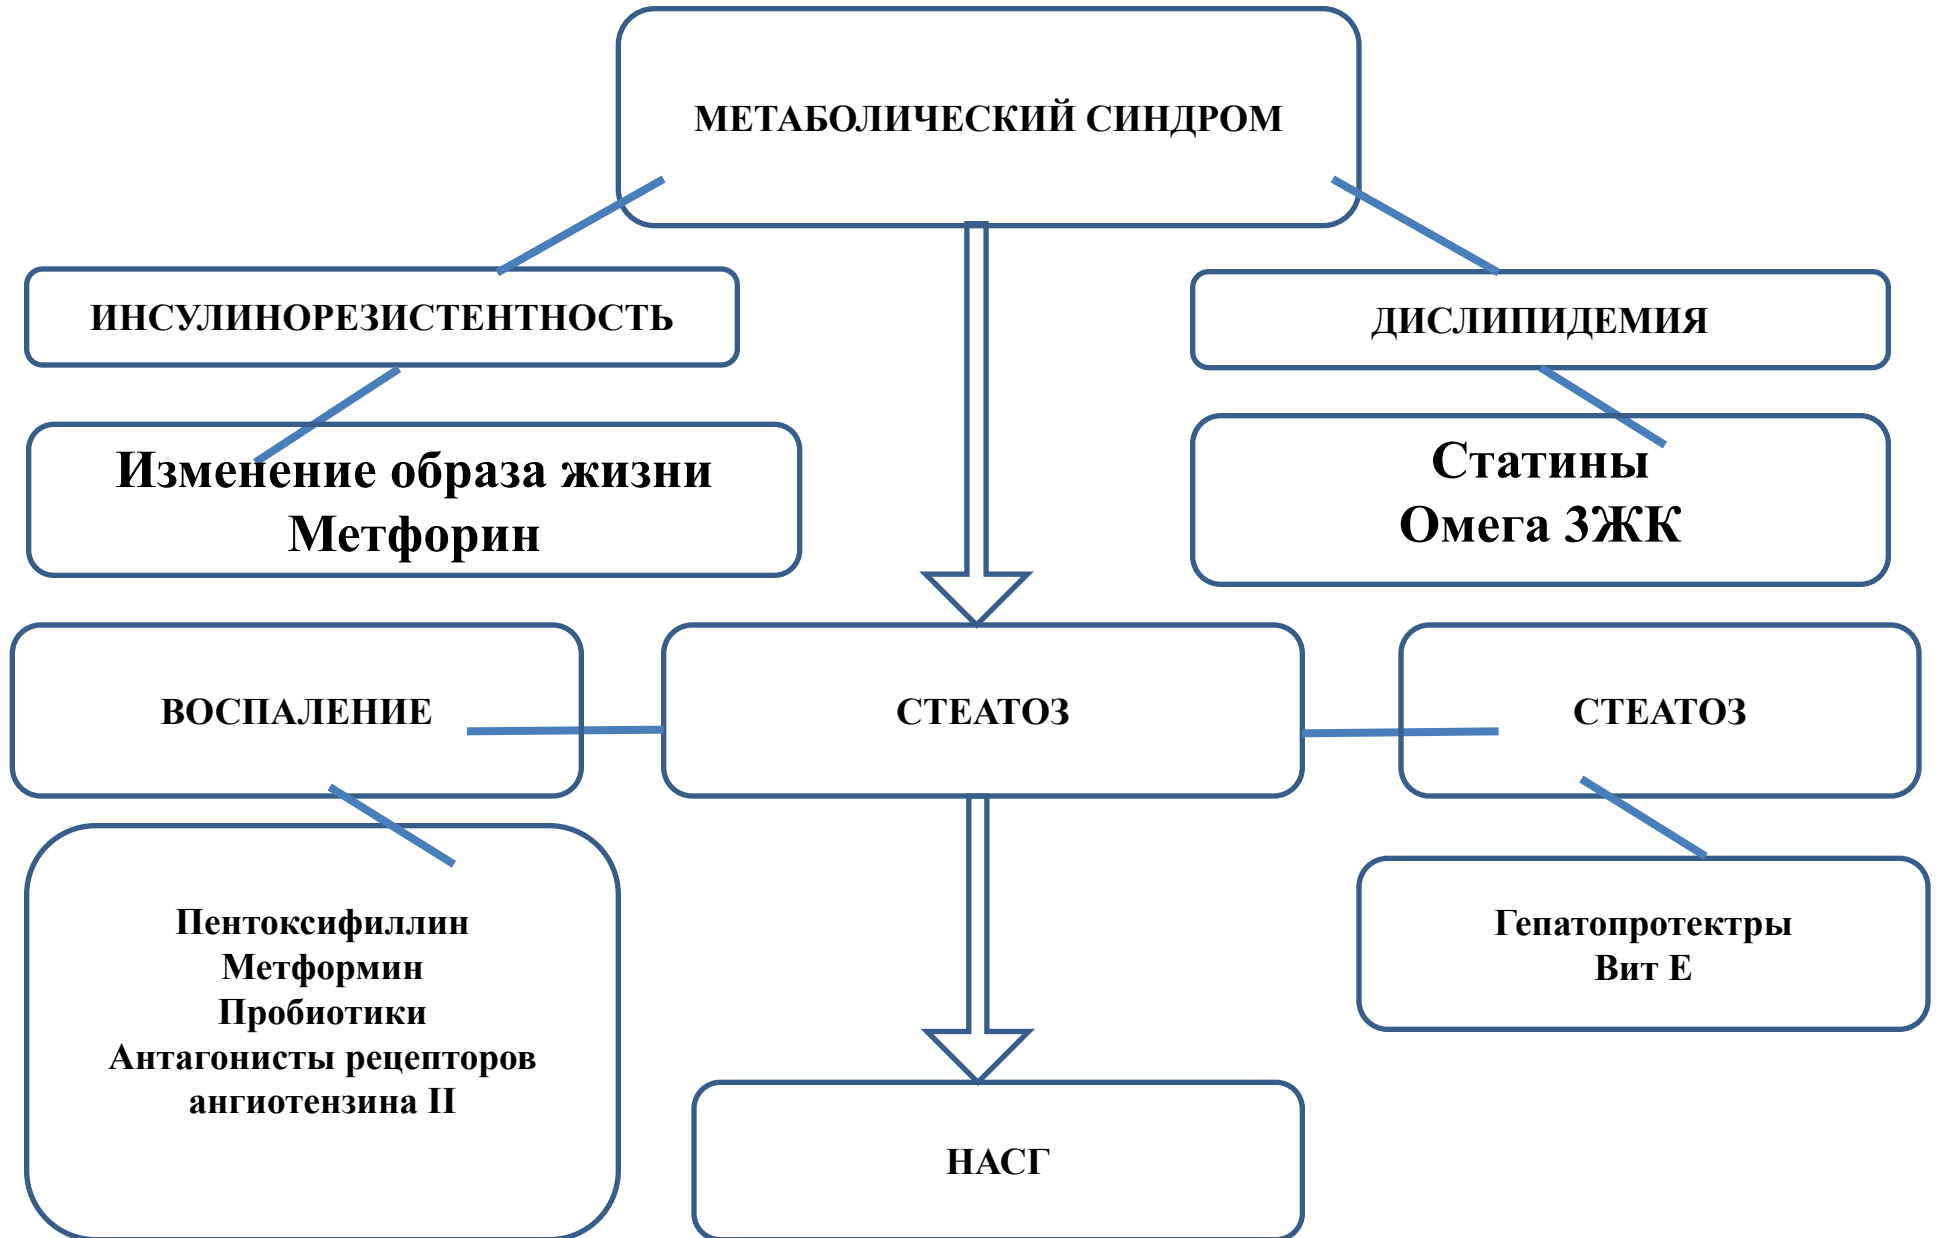 МЕТАБОЛИЧЕСКИЙ СИНДРОМ
ИНСУЛИНОРЕЗИСТЕНТНОСТЬ
ДИСЛИПИДЕМИЯ
Изменение образа жизни
Метфорин
Статины
Омега 3ЖК
ВОСПАЛЕНИЕ
СТЕАТОЗ
СТЕАТОЗ
Пентоксифиллин
Метформин
Пробиотики
Антагонисты рецепторов
ангиотензина II
Гепатопротектры
Вит Е
НАСГ